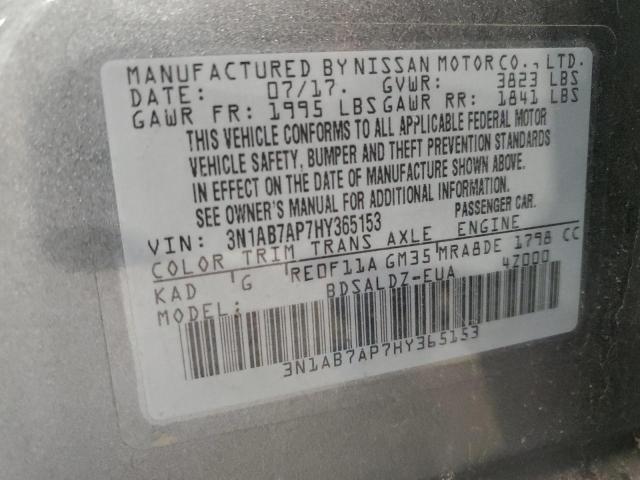 MANUFACTURED BY NISSAN MOTOR CO., LTD.
DATE: 07/17. GVWR: 3823 LBS
GAWR FR: 1995 LBS GAWR RR: 1841 LBS
THIS VEHICLE CONFORMS TO ALL APPLICABLE FEDERAL MOTOR
VEHICLE SAFETY, BUMPER AND THEFT PREVENTION STANDARDS
IN EFFECT ON THE DATE OF MANUFACTURE SHOWN ABOVE.
SEE OWNER'S MANUAL FOR ADDITIONAL INFORMATION.
VIN: 3N1AB7AP7HY365153 PASSENGER CAR.
COLOR TRIM TRANS AXLE ENGINE
KAD G RE0F11A GM35 MRA8DE 1798 CC
MODEL: BDSALDZ-EUA 4Z000
3N1AB7AP7HY365153